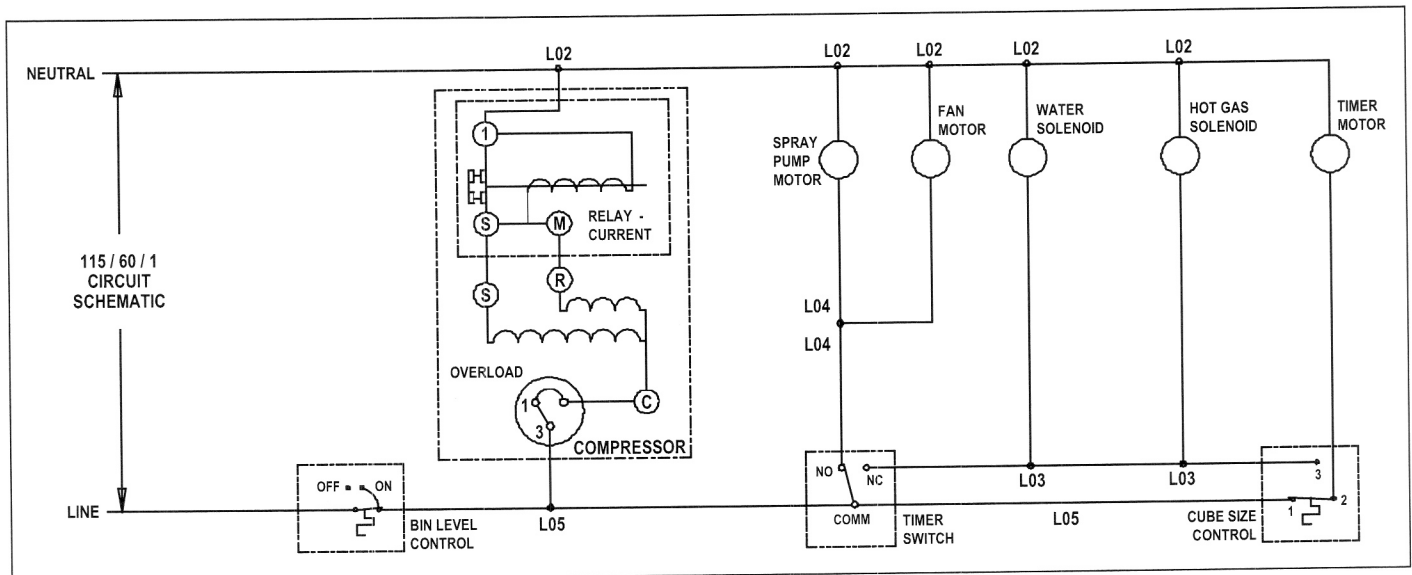 L02
L02
L02
L02
L02
NEUTRAL
1
SPRAY
PUMP
MOTOR
FAN
MOTOR
WATER
SOLENOID
HOT GAS
SOLENOID
TIMER
MOTOR
S
M
RELAY -
CURRENT
115 / 60 / 1
CIRCUIT
SCHEMATIC
S
R
L04
L04
OVERLOAD
1
3
C
COMPRESSOR
OFF
ON
NO
NC
L03
L03
3
LINE
BIN LEVEL
CONTROL
L05
COMM
TIMER
SWITCH
L05
1
2
CUBE SIZE
CONTROL